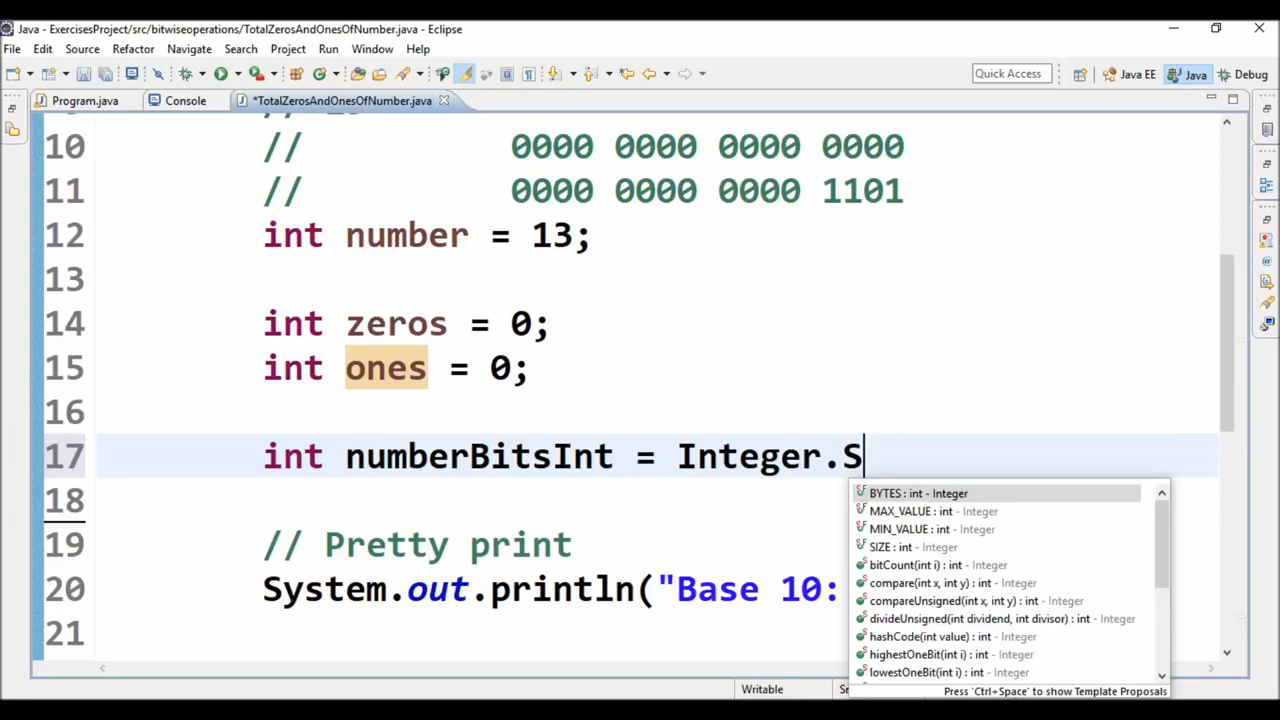 Java - ExercisesProject/src/bitwiseoperations/TotalZerosAndOnesOfNumber.java - Eclipse
File Edit Source Refactor Navigate Search Project Run Window Help
Quick Access Java EE Java Debug
Program.java Console *TotalZerosAndOnesOfNumber.java
10 // 0000 0000 0000 0000
11 // 0000 0000 0000 1101
12 int number = 13;
13
14 int zeros = 0;
15 int ones = 0;
16
17 int numberBitsInt = Integer.S
18
19 // Pretty print
20 System.out.println("Base 10:
21
BYTES : int - Integer
MAX_VALUE : int - Integer
MIN_VALUE : int - Integer
SIZE : int - Integer
bitCount(int i) : int - Integer
compare(int x, int y) : int - Integer
compareUnsigned(int x, int y) : int - Integer
divideUnsigned(int dividend, int divisor) : int - Integer
hashCode(int value) : int - Integer
highestOneBit(int i) : int - Integer
lowestOneBit(int i) : int - Integer
Press 'Ctrl+Space' to show Template Proposals
Writable